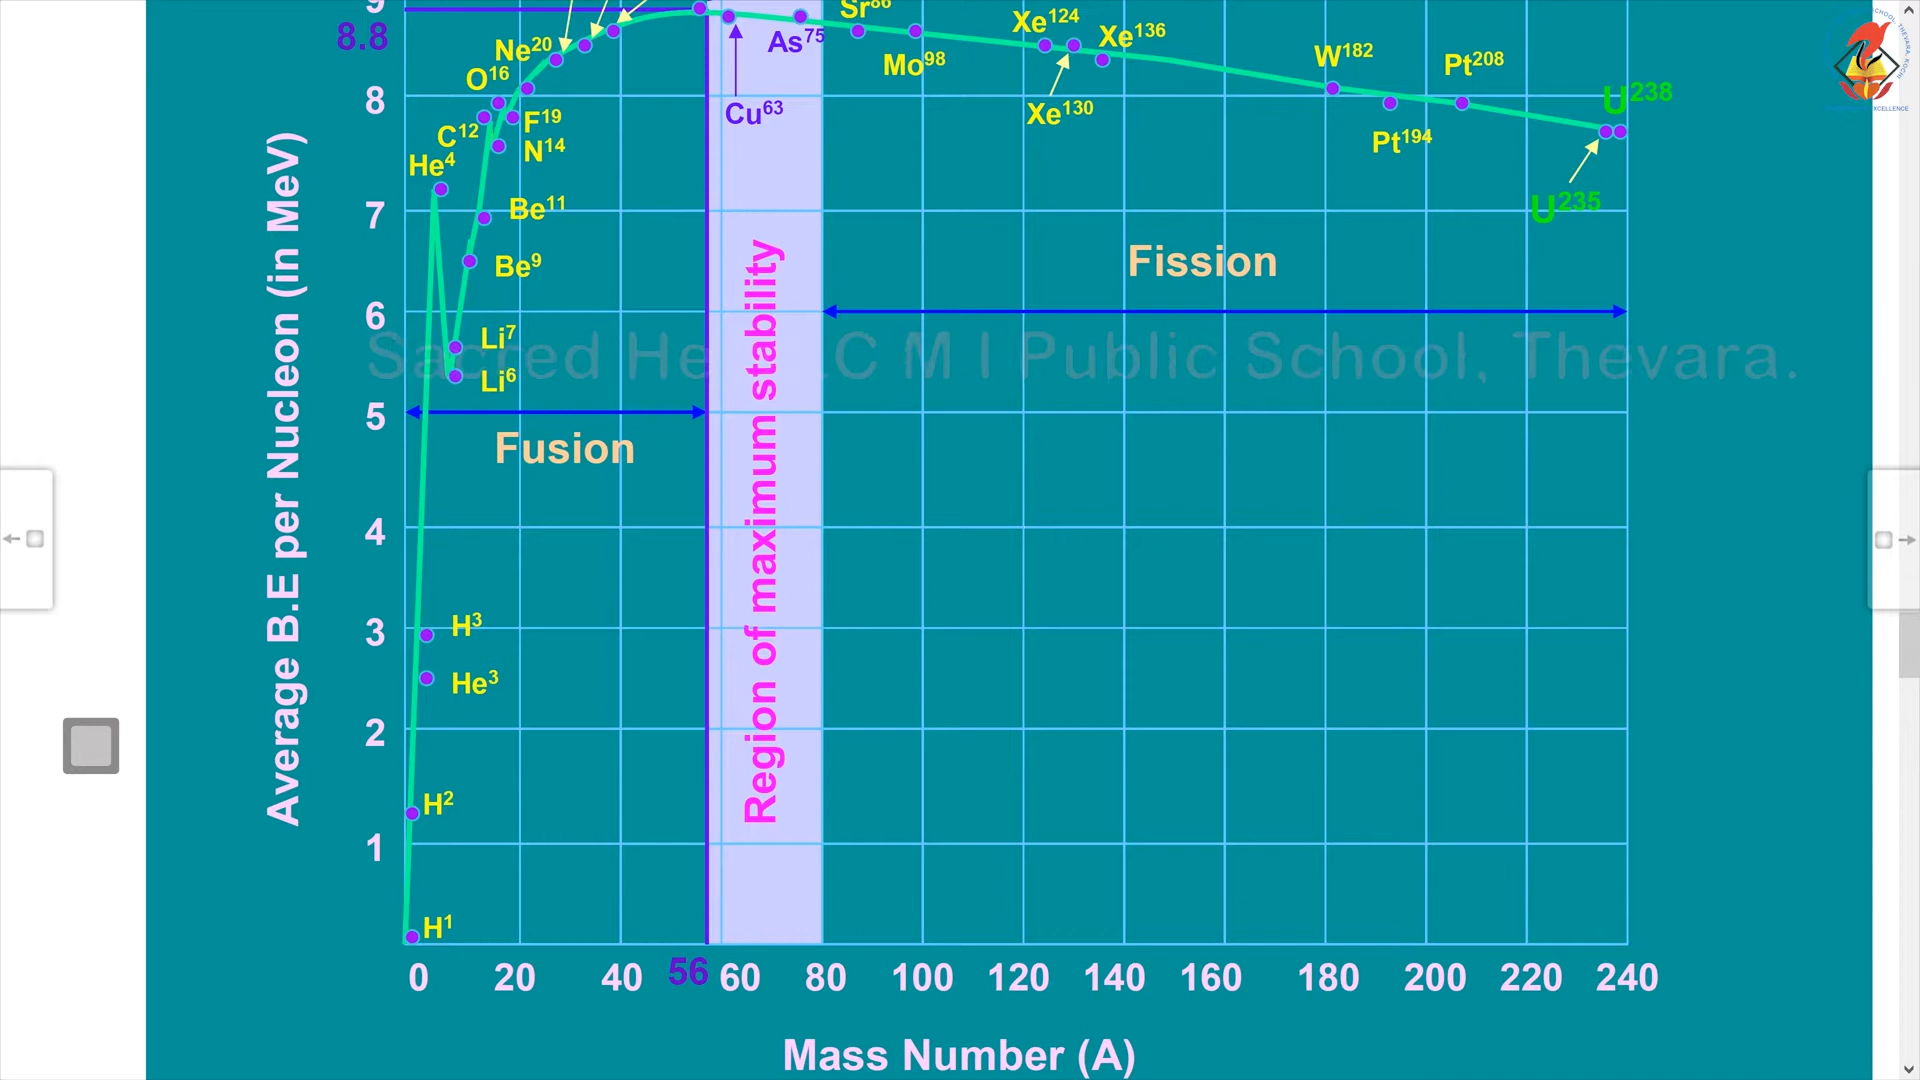 9
8.8
Sr⁸⁶
Ne²⁰
O¹⁶
As⁷⁵
Mo⁹⁸
Xe¹²⁴
Xe¹³⁶
W¹⁸²
Pt²⁰⁸
U²³⁸
8
C¹²
F¹⁹
N¹⁴
Cu⁶³
Xe¹³⁰
Pt¹⁹⁴
He⁴
7
Be¹¹
U²³⁵
Be⁹
Fission
6
Li⁷
Li⁶
Sacred He C M I Public School, Thevara.
5
Fusion
4
3
H³
He³
2
H²
1
H¹
Average B.E per Nucleon (in MeV)
Region of maximum stability
0 20 40 56 60 80 100 120 140 160 180 200 220 240
Mass Number (A)